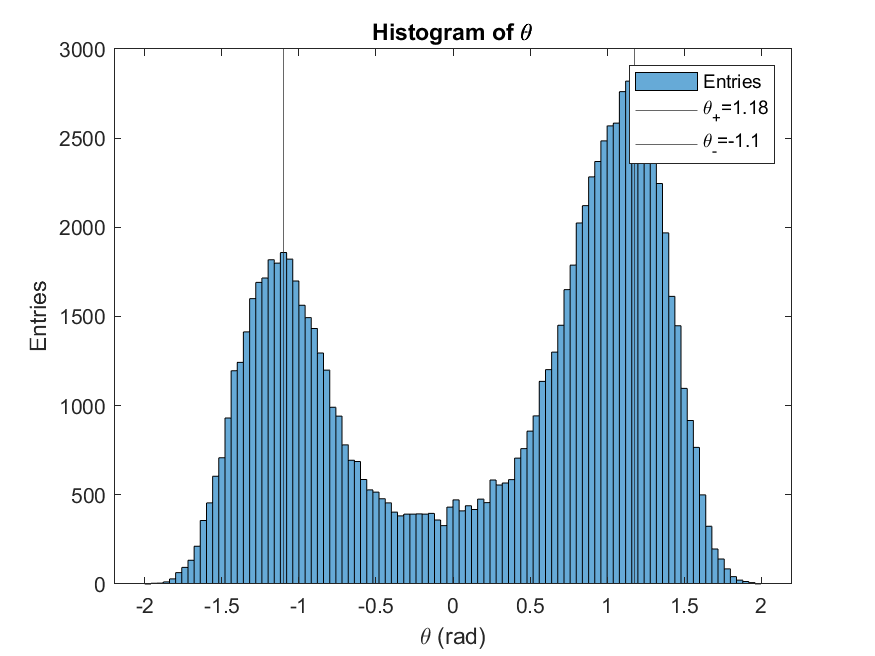 Histogram of θ
3000
2500
2000
1500
1000
500
0
Entries
Entries
θ₊=1.18
θ₋=-1.1
-2 -1.5 -1 -0.5 0 0.5 1 1.5 2
θ (rad)